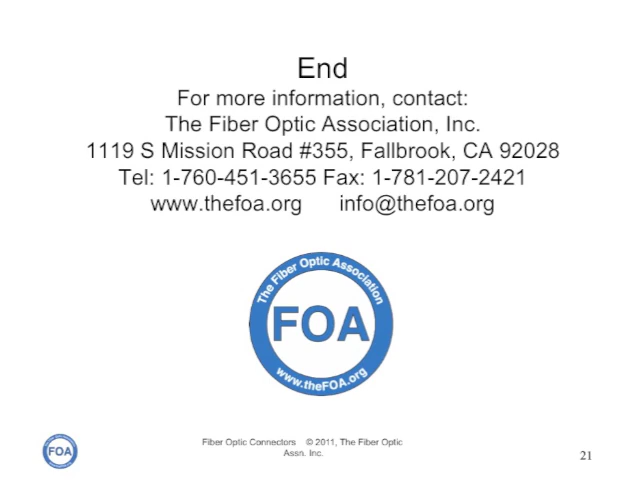 End
For more information, contact:
The Fiber Optic Association, Inc.
1119 S Mission Road #355, Fallbrook, CA 92028
Tel: 1-760-451-3655 Fax: 1-781-207-2421
www.thefoa.org info@thefoa.org
The Fiber Optic Association
FOA
www.theFOA.org
FOA
Fiber Optic Connectors © 2011, The Fiber Optic
Assn. Inc.
21